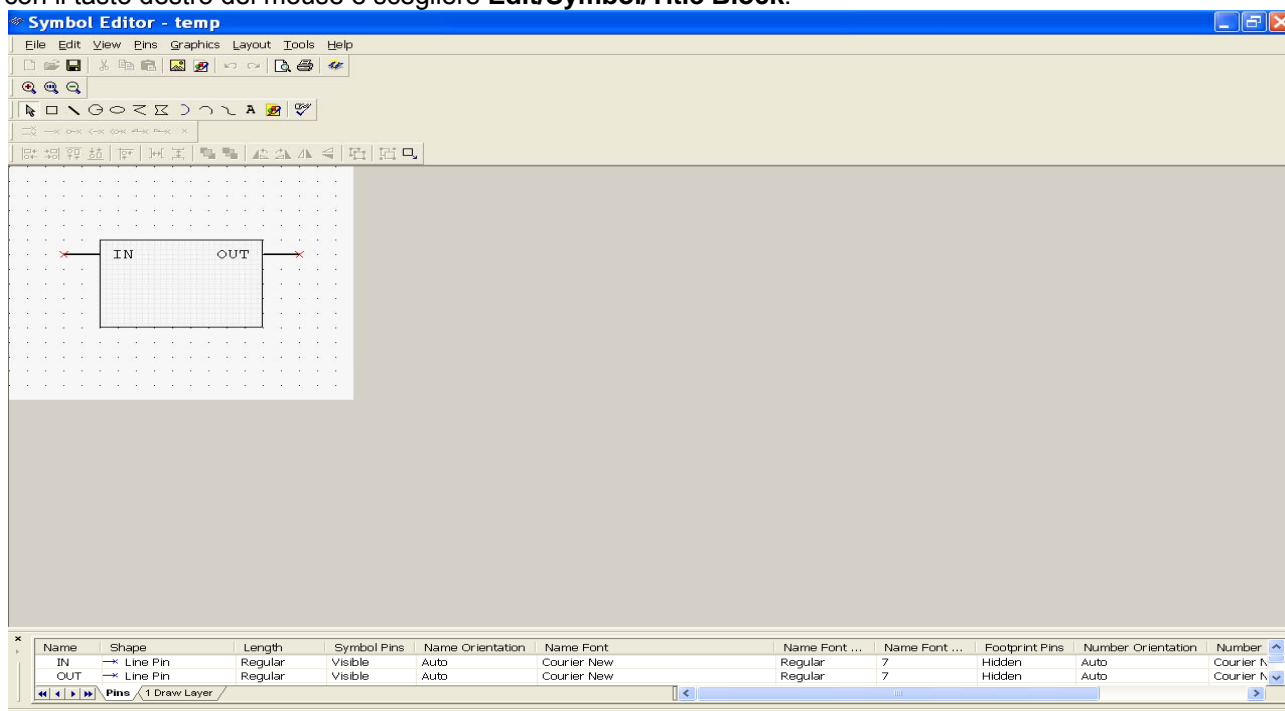 con il tasto destro del mouse e scegliere Edit/Symbol/Title Block.
Symbol Editor - temp
File Edit View Pins Graphics Layout Tools Help
A
IN OUT
Name Shape Length Symbol Pins Name Orientation Name Font Name Font ... Name Font ... Footprint Pins Number Orientation Number
IN Line Pin Regular Visible Auto Courier New Regular 7 Hidden Auto Courier N
OUT Line Pin Regular Visible Auto Courier New Regular 7 Hidden Auto Courier N
Pins 1 Draw Layer